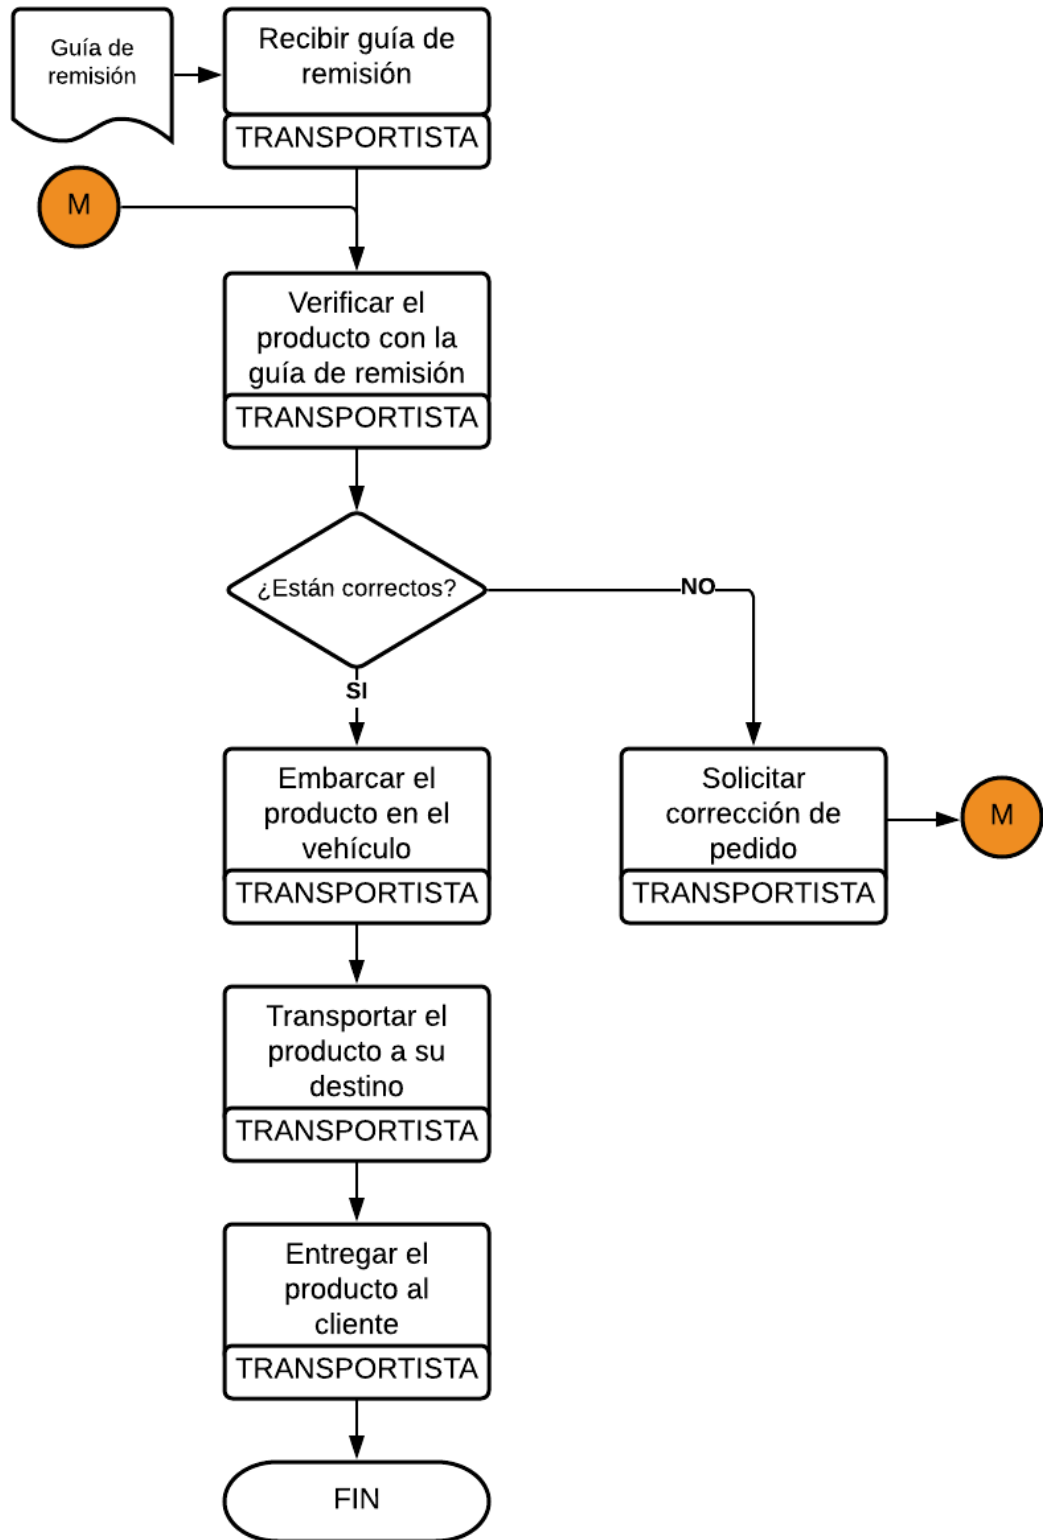 Guía de
remisión
Recibir guía de
remisión
TRANSPORTISTA
M
Verificar el
producto con la
guía de remisión
TRANSPORTISTA
¿Están correctos?
NO
SI
Embarcar el
producto en el
vehículo
TRANSPORTISTA
Solicitar
corrección de
pedido
TRANSPORTISTA
M
Transportar el
producto a su
destino
TRANSPORTISTA
Entregar el
producto al
cliente
TRANSPORTISTA
FIN